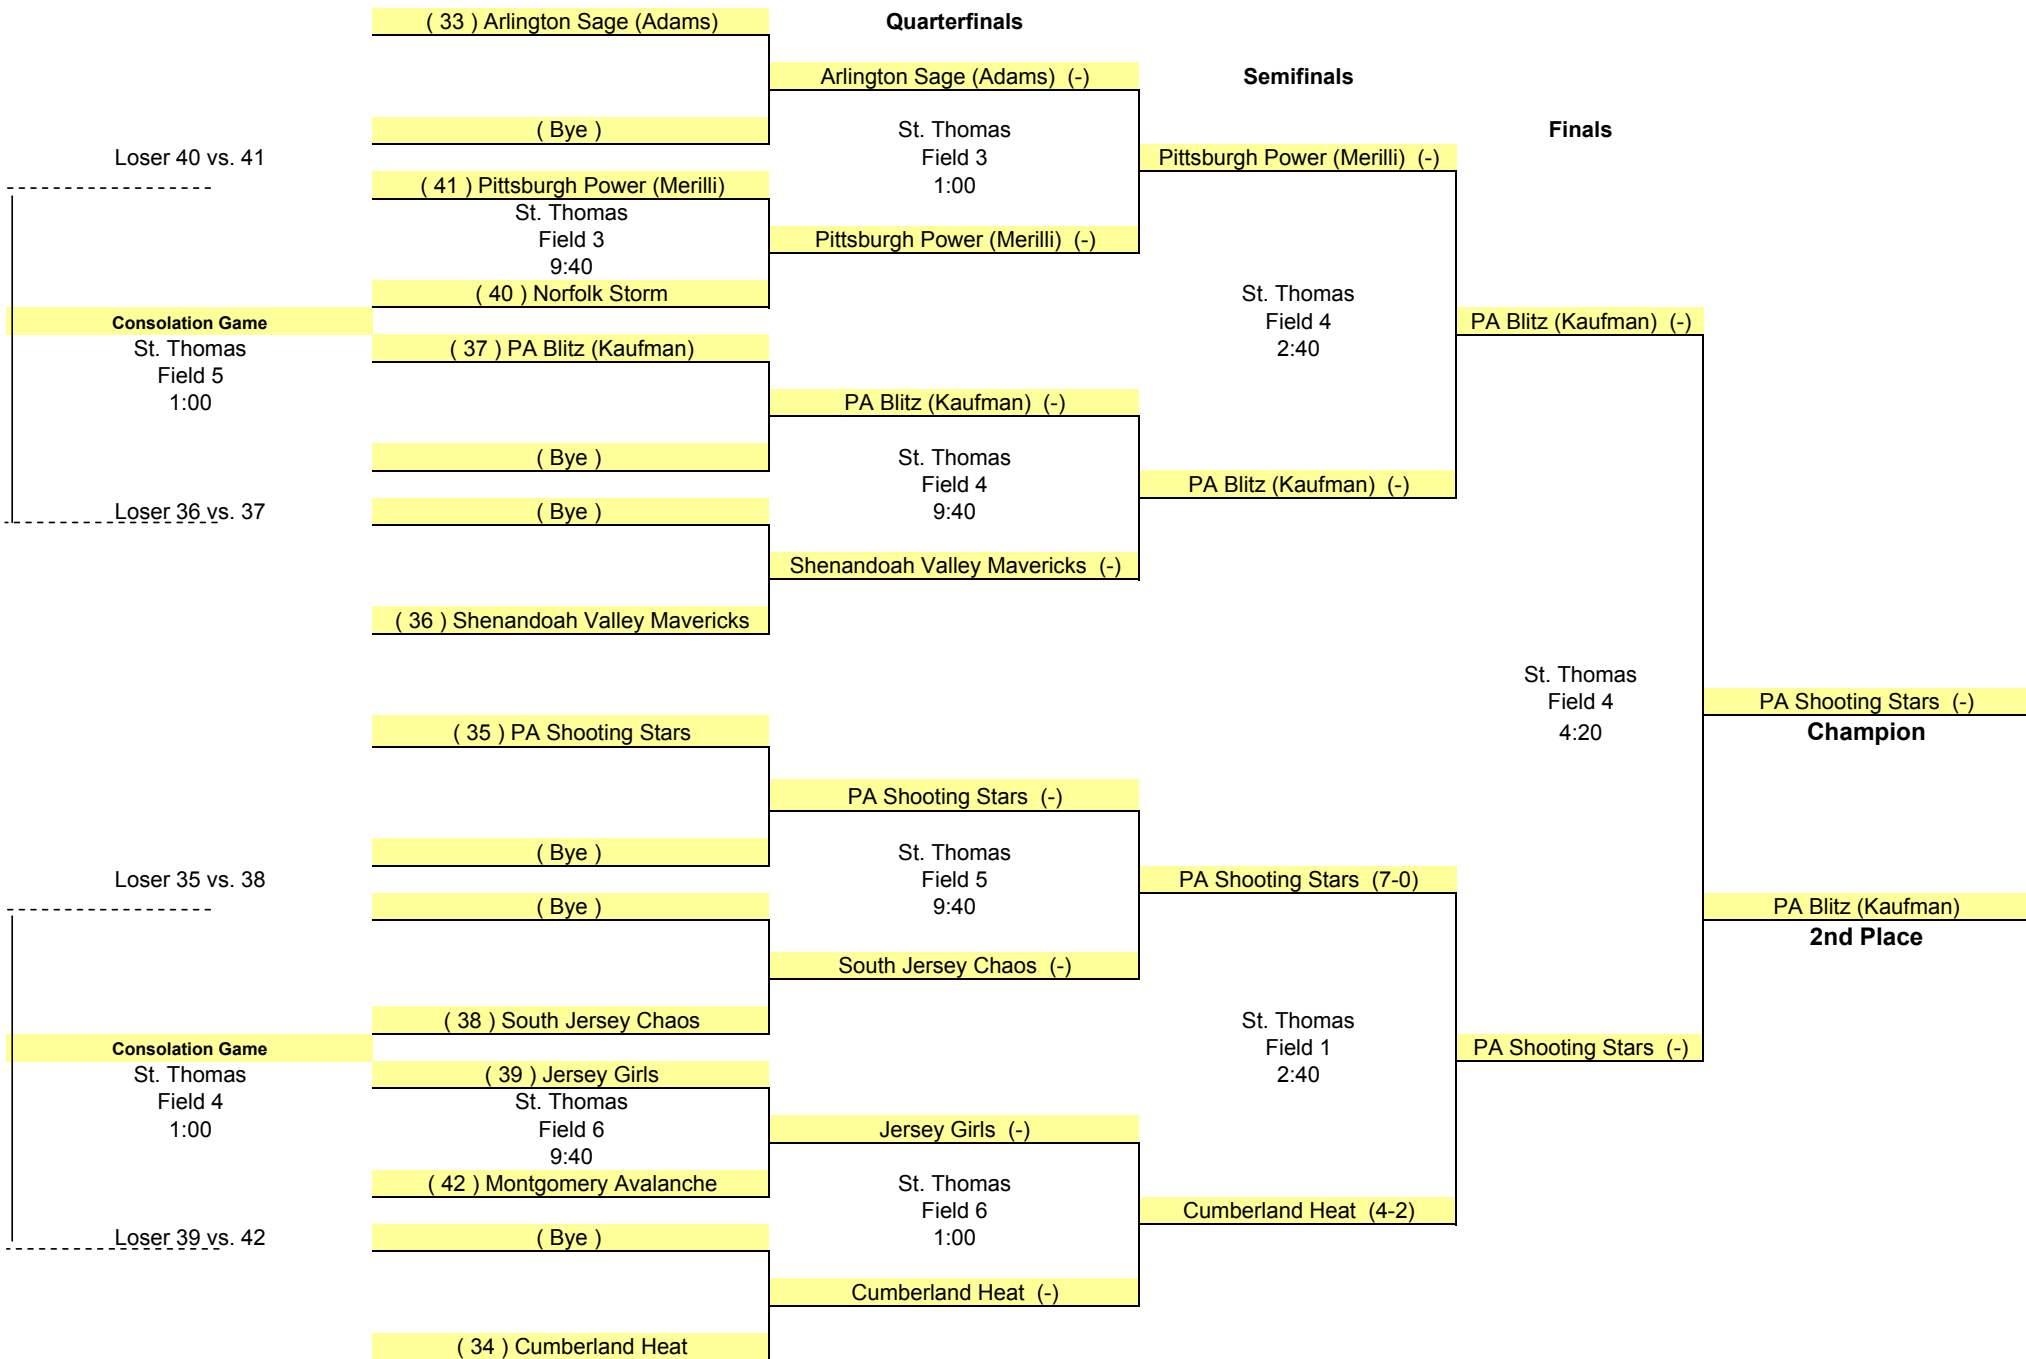 ( 33 ) Arlington Sage (Adams)
Quarterfinals
Arlington Sage (Adams)  (-)
Semifinals
( Bye )
St. Thomas
Finals
Loser 40 vs. 41
Field 3
Pittsburgh Power (Merilli)  (-)
( 41 ) Pittsburgh Power (Merilli)
1:00
St. Thomas
Field 3
Pittsburgh Power (Merilli)  (-)
9:40
( 40 ) Norfolk Storm
St. Thomas
Consolation Game
Field 4
PA Blitz (Kaufman)  (-)
St. Thomas
( 37 ) PA Blitz (Kaufman)
2:40
Field 5
1:00
PA Blitz (Kaufman)  (-)
( Bye )
St. Thomas
Field 4
PA Blitz (Kaufman)  (-)
Loser 36 vs. 37
( Bye )
9:40
Shenandoah Valley Mavericks  (-)
( 36 ) Shenandoah Valley Mavericks
St. Thomas
Field 4
PA Shooting Stars  (-)
( 35 ) PA Shooting Stars
4:20
Champion
PA Shooting Stars  (-)
( Bye )
St. Thomas
Loser 35 vs. 38
Field 5
PA Shooting Stars  (7-0)
( Bye )
9:40
PA Blitz (Kaufman)
2nd Place
South Jersey Chaos  (-)
( 38 ) South Jersey Chaos
St. Thomas
Consolation Game
Field 1
PA Shooting Stars  (-)
St. Thomas
( 39 ) Jersey Girls
2:40
Field 4
St. Thomas
1:00
Field 6
Jersey Girls  (-)
9:40
( 42 ) Montgomery Avalanche
St. Thomas
Field 6
Cumberland Heat  (4-2)
Loser 39 vs. 42
( Bye )
1:00
Cumberland Heat  (-)
( 34 ) Cumberland Heat